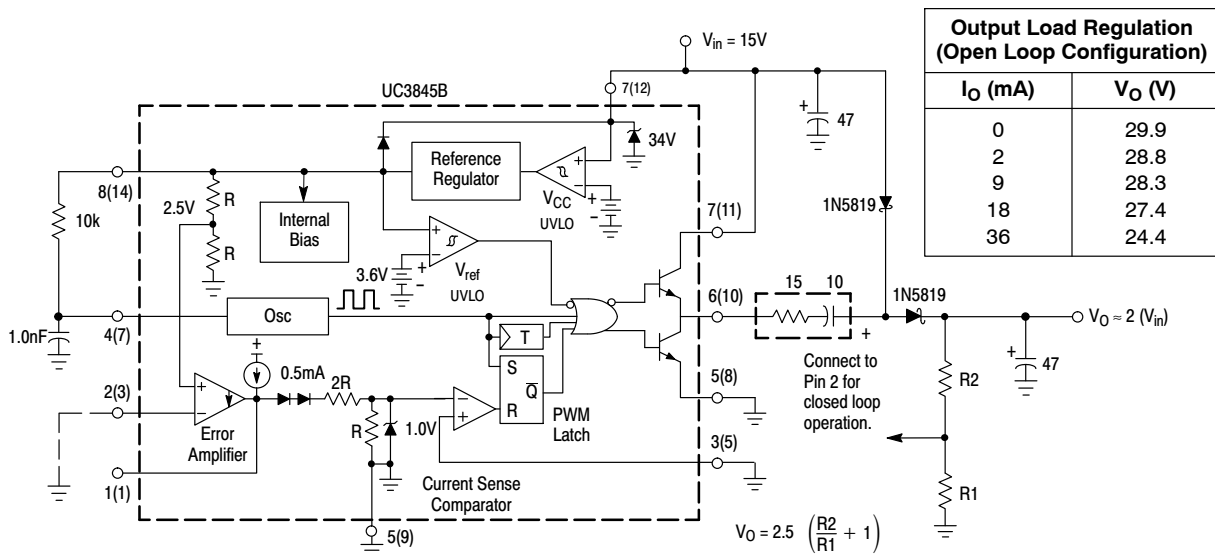 Output Load Regulation
(Open Loop Configuration)
I_O (mA) V_O (V)
0 29.9
2 28.8
9 28.3
18 27.4
36 24.4
V_in = 15V
UC3845B
7(12)
+
47
34V
Reference
Regulator
+
−
V_CC
UVLO
+
−
8(14)
R
2.5V
Internal
Bias
10k
R
+
−
3.6V
+
−
V_ref
UVLO
7(11)
1N5819
15 10
1N5819
6(10)
+
V_O ≈ 2 (V_in)
4(7)
1.0nF
Osc
T
+
0.5mA
S
Q̅
R
PWM
Latch
Connect to
Pin 2 for
closed loop
operation.
+
47
R2
2(3)
+
−
Error
Amplifier
2R
R
1.0V
−
+
Current Sense
Comparator
5(8)
3(5)
R1
1(1)
5(9)
V_O = 2.5 (R2/R1 + 1)